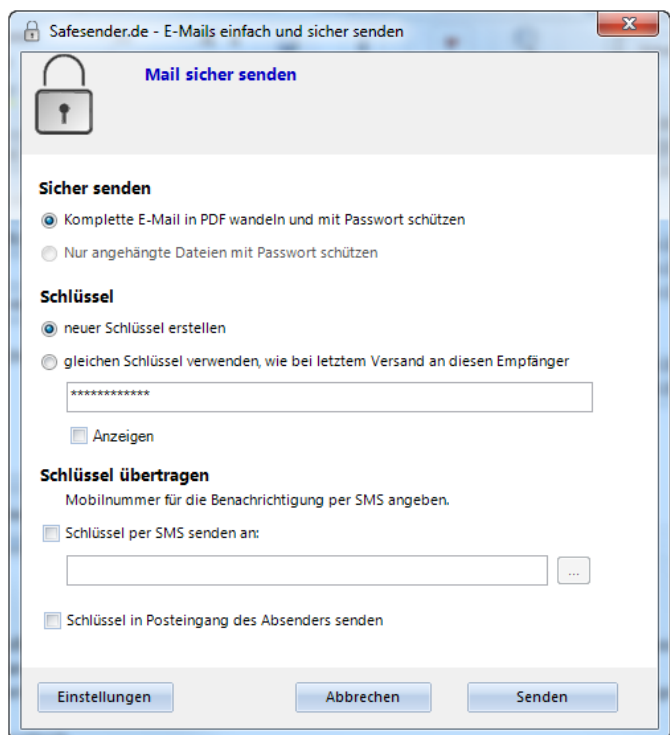 Safesender.de - E-Mails einfach und sicher senden
Mail sicher senden
Sicher senden
Komplette E-Mail in PDF wandeln und mit Passwort schützen
Nur angehängte Dateien mit Passwort schützen
Schlüssel
neuer Schlüssel erstellen
gleichen Schlüssel verwenden, wie bei letztem Versand an diesen Empfänger
************
Anzeigen
Schlüssel übertragen
Mobilnummer für die Benachrichtigung per SMS angeben.
Schlüssel per SMS senden an:
...
Schlüssel in Posteingang des Absenders senden
Einstellungen Abbrechen Senden